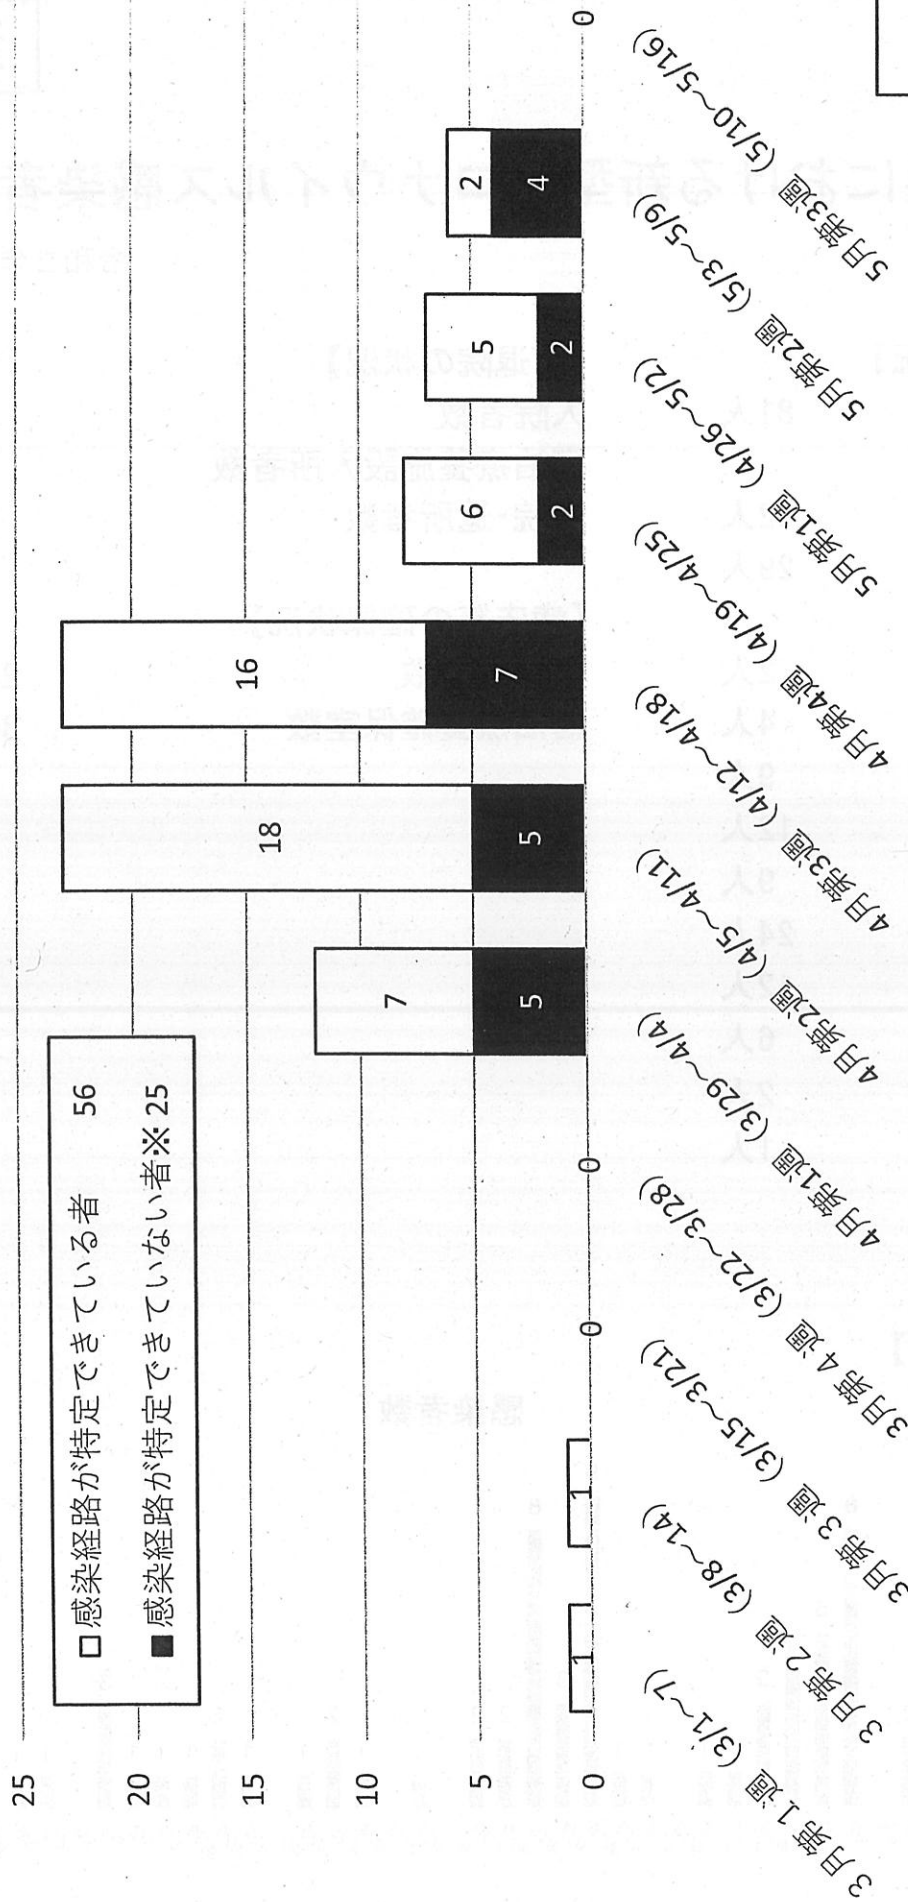 25
20
15
10
5
0
□感染経路が特定できている者 56
■感染経路が特定できていない者※ 25
1
1
0
0
7
5
18
5
16
7
6
2
5
2
2
4
0
3月第1週 (3/1~7)
3月第2週 (3/8~14)
3月第3週 (3/15~3/21)
3月第4週 (3/22~3/28)
4月第1週 (3/29~4/4)
4月第2週 (4/5~4/11)
4月第3週 (4/12~4/18)
4月第4週 (4/19~4/25)
5月第1週 (4/26~5/2)
5月第2週 (5/3~5/9)
5月第3週 (5/10~5/16)